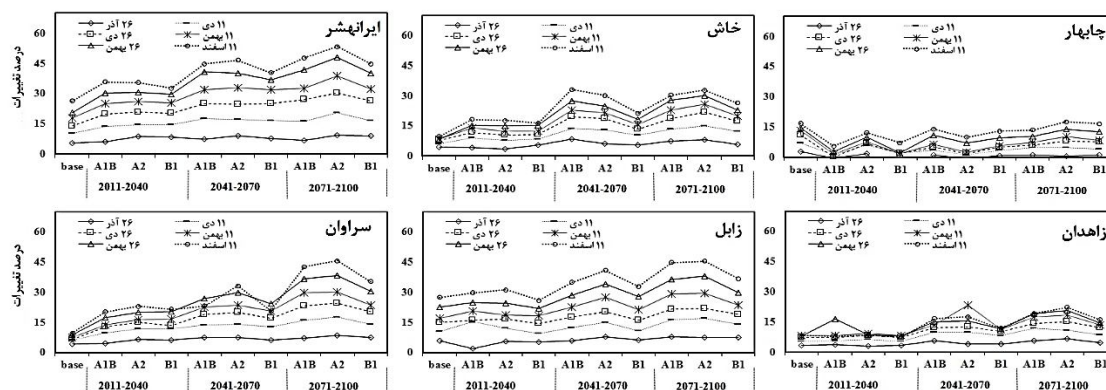 ایرانهشر
۲۶ آذر
۱۱ دی
۲۶ دی
۱۱ بهمن
۲۶ بهمن
۱۱ اسفند
درصد تغییرات
60
45
30
15
0
base A1B A2 B1 A1B A2 B1 A1B A2 B1
2011-2040 2041-2070 2071-2100
خاش
۲۶ آذر
۱۱ دی
۲۶ دی
۱۱ بهمن
۲۶ بهمن
۱۱ اسفند
60
45
30
15
0
base A1B A2 B1 A1B A2 B1 A1B A2 B1
2011-2040 2041-2070 2071-2100
چابهار
۲۶ آذر
۱۱ دی
۲۶ دی
۱۱ بهمن
۲۶ بهمن
۱۱ اسفند
60
45
30
15
0
base A1B A2 B1 A1B A2 B1 A1B A2 B1
2011-2040 2041-2070 2071-2100
سراوان
۲۶ آذر
۱۱ دی
۲۶ دی
۱۱ بهمن
۲۶ بهمن
۱۱ اسفند
درصد تغییرات
60
45
30
15
0
base A1B A2 B1 A1B A2 B1 A1B A2 B1
2011-2040 2041-2070 2071-2100
زابل
۲۶ آذر
۱۱ دی
۲۶ دی
۱۱ بهمن
۲۶ بهمن
۱۱ اسفند
60
45
30
15
0
base A1B A2 B1 A1B A2 B1 A1B A2 B1
2011-2040 2041-2070 2071-2100
زاهدان
۲۶ آذر
۱۱ دی
۲۶ دی
۱۱ بهمن
۲۶ بهمن
۱۱ اسفند
60
45
30
15
0
base A1B A2 B1 A1B A2 B1 A1B A2 B1
2011-2040 2041-2070 2071-2100